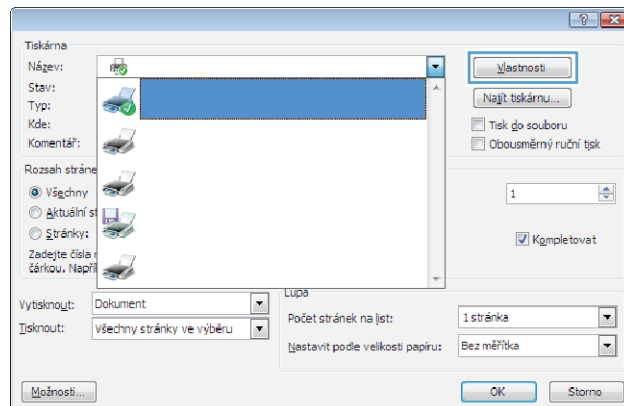 Tiskárna
Název:
Vlastnosti
Stav:
Typ:
Najít tiskárnu...
Kde:
Tisk do souboru
Komentář:
Obousměrný ruční tisk
Rozsah stráne
Všechny
1
Aktuální st
Stránky:
Kompletovat
Zadejte čísla
čárkou. Např
Lupa
Vytisknout:
Dokument
Počet stránek na list:
1 stránka
Tisknout:
Všechny stránky ve výběru
Nastavit podle velikosti papíru:
Bez měřítka
Možnosti...
OK
Storno